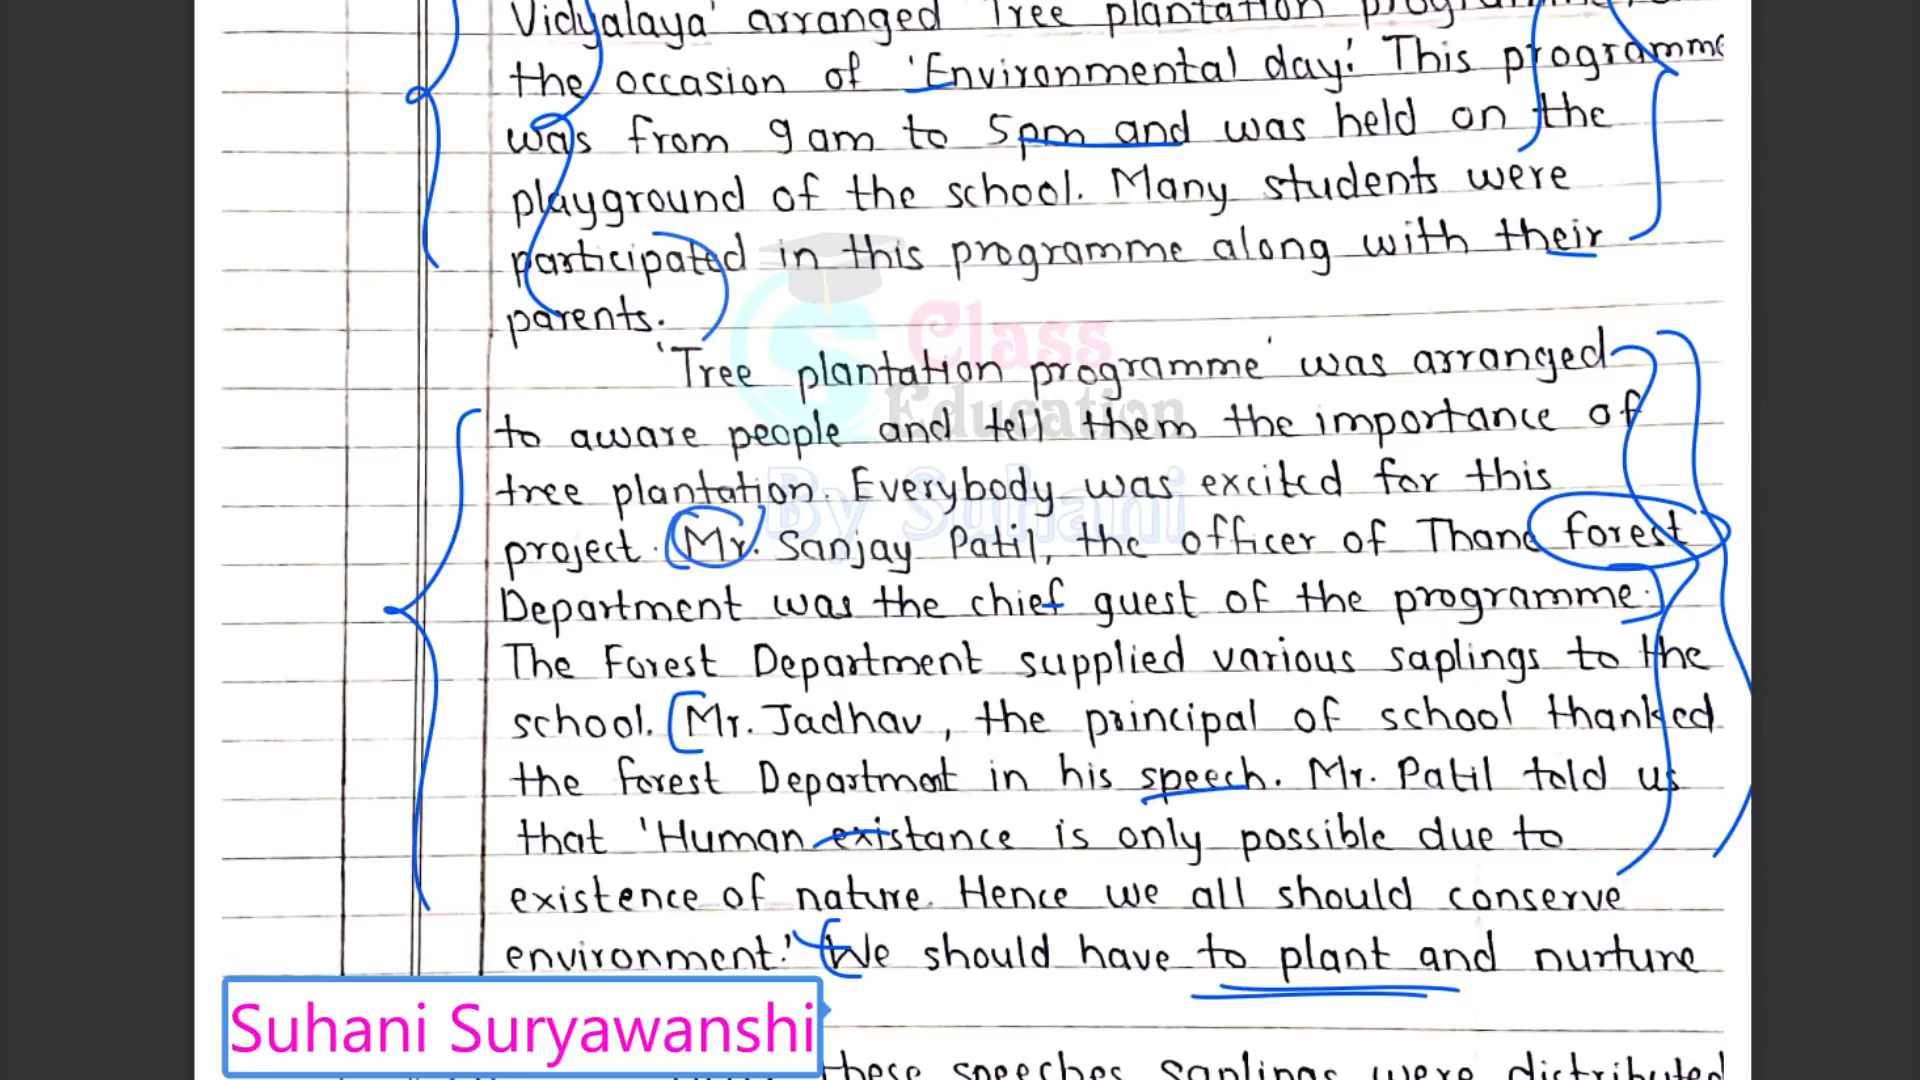 Vidyalaya' arranged Tree plantation
the occasion of 'Environmental day.' This programme
was from 9 am to 5 pm and was held on the
playground of the school. Many students were
participated in this programme along with their
parents.
'Tree plantation programme' was arranged
to aware people and tell them the importance of
tree plantation. Everybody was excited for this
project. Mr. Sanjay Patil, the officer of Thane forest
Department was the chief guest of the programme.
The Forest Department supplied various saplings to the
school. Mr. Jadhav, the principal of school thanked
the forest Department in his speech. Mr. Patil told us
that 'Human existance is only possible due to
existence of nature. Hence we all should conserve
environment.' We should have to plant and nurture
these speeches saplings were distributed
Class
Education
By Suhani
Suhani Suryawanshi